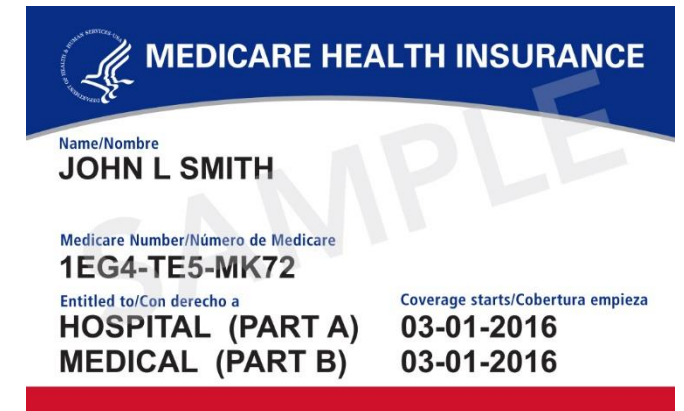 MEDICARE HEALTH INSURANCE
Name/Nombre
JOHN L SMITH
Medicare Number/Número de Medicare
1EG4-TE5-MK72
Entitled to/Con derecho a
Coverage starts/Cobertura empieza
HOSPITAL (PART A) 03-01-2016
MEDICAL (PART B) 03-01-2016
SAMPLE